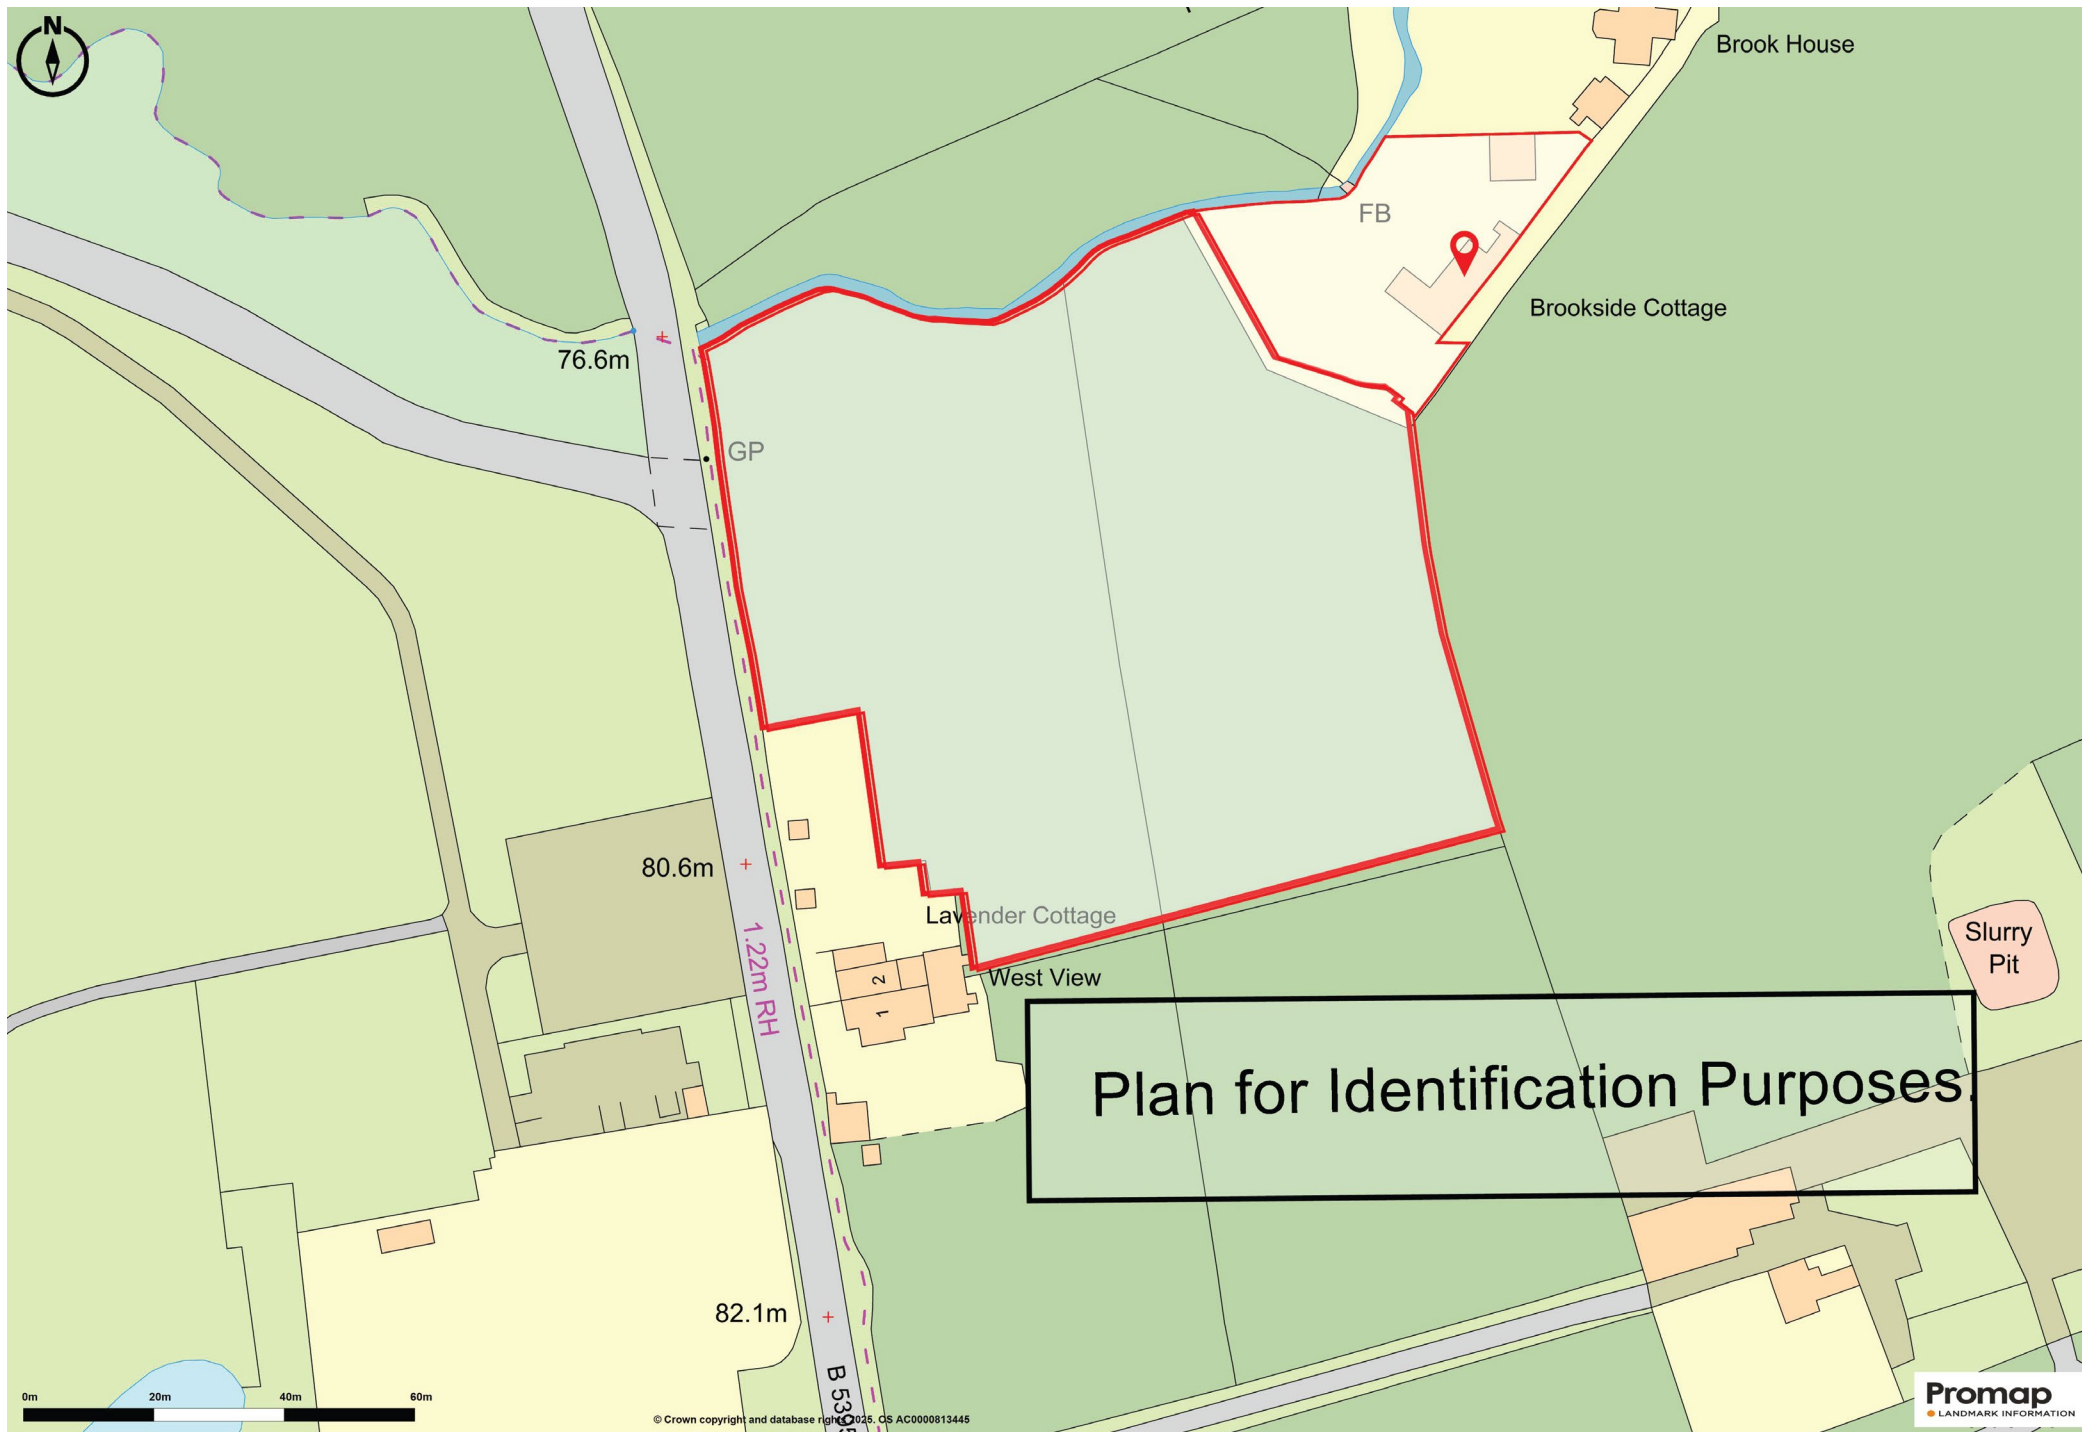 N
Brook House
FB
Brookside Cottage
76.6m
GP
80.6m
Lavender Cottage
1.22m RH
Slurry
Pit
West View
2
1
Plan for Identification Purposes.
82.1m
B 5395
0m 20m 40m 60m
© Crown copyright and database rights 2025. OS AC0000813445
Promap
LANDMARK INFORMATION